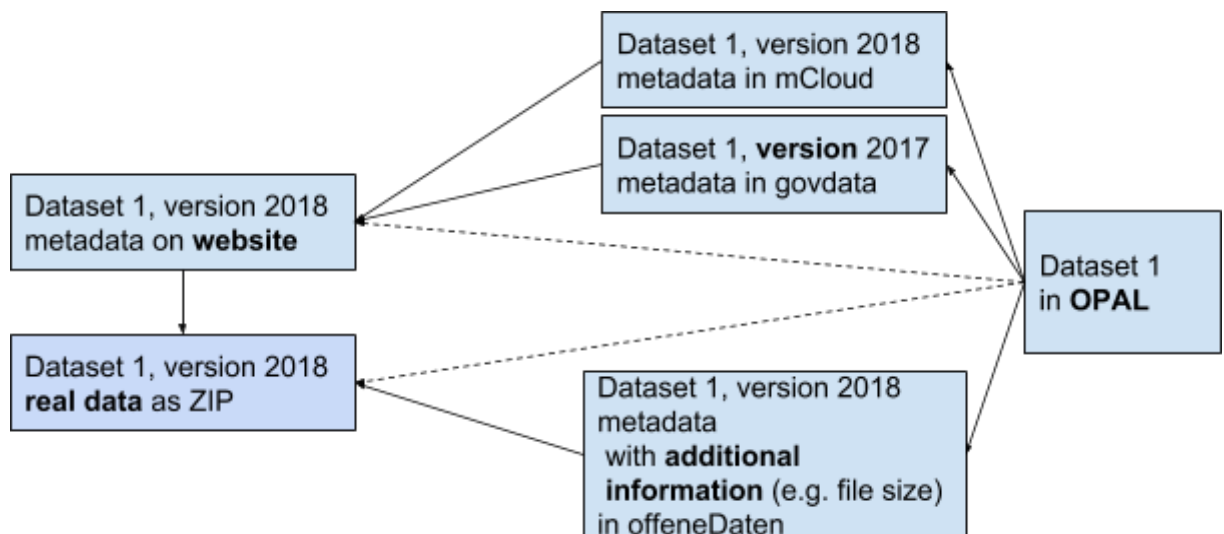 Dataset 1, version 2018
metadata in mCloud
Dataset 1, version 2017
metadata in govdata
Dataset 1, version 2018
metadata on website
Dataset 1
in OPAL
Dataset 1, version 2018
real data as ZIP
Dataset 1, version 2018
metadata
with additional
information (e.g. file size)
in offeneDaten